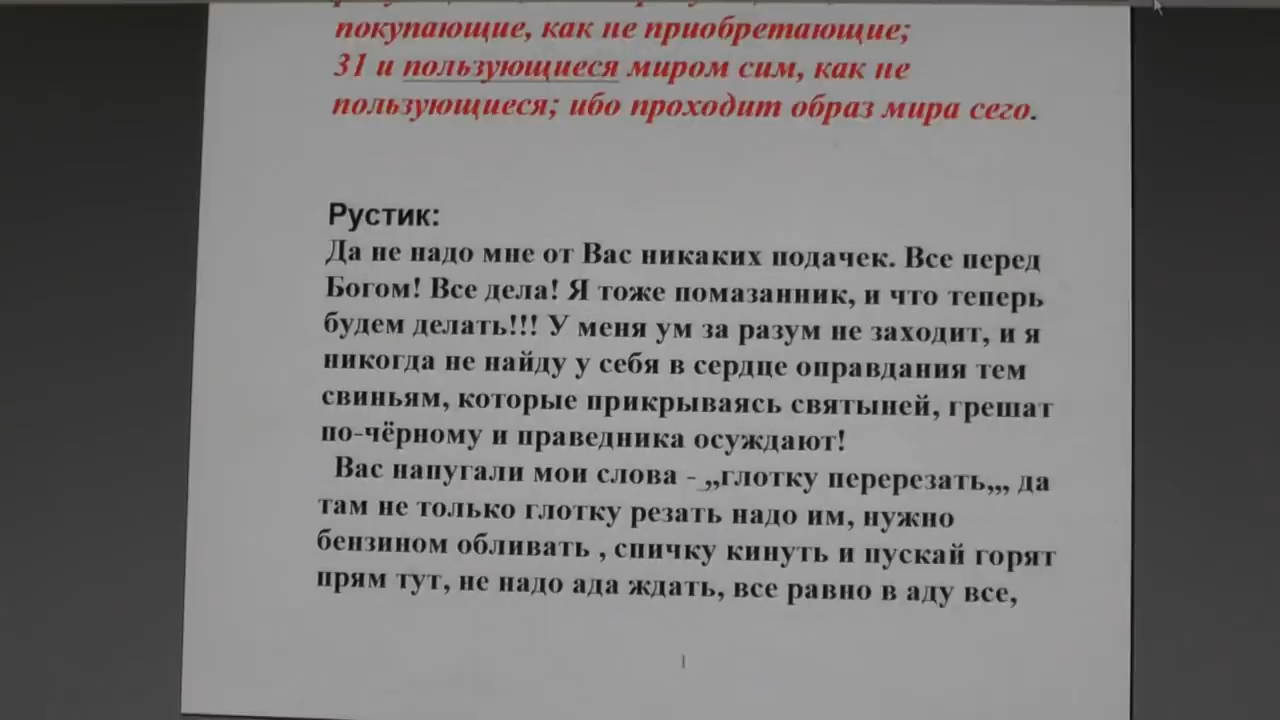 покупающие, как не приобретающие;
31 и пользующиеся миром сим, как не
пользующиеся; ибо проходит образ мира сего.
Рустик:
Да не надо мне от Вас никаких подачек. Все перед
Богом! Все дела! Я тоже помазанник, и что теперь
будем делать!!! У меня ум за разум не заходит, и я
никогда не найду у себя в сердце оправдания тем
свиньям, которые прикрываясь святыней, грешат
по-чёрному и праведника осуждают!
Вас напугали мои слова - „глотку перерезать„, да
там не только глотку резать надо им, нужно
бензином обливать , спичку кинуть и пускай горят
прям тут, не надо ада ждать, все равно в аду все,